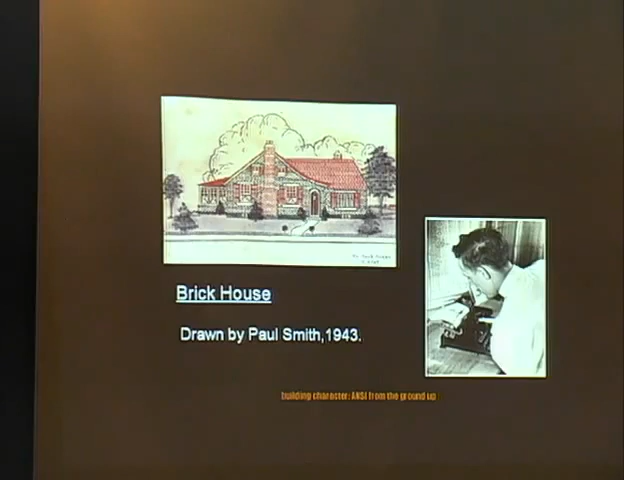 Brick House
Drawn by Paul Smith,1943.
building character: ANSI from the ground up